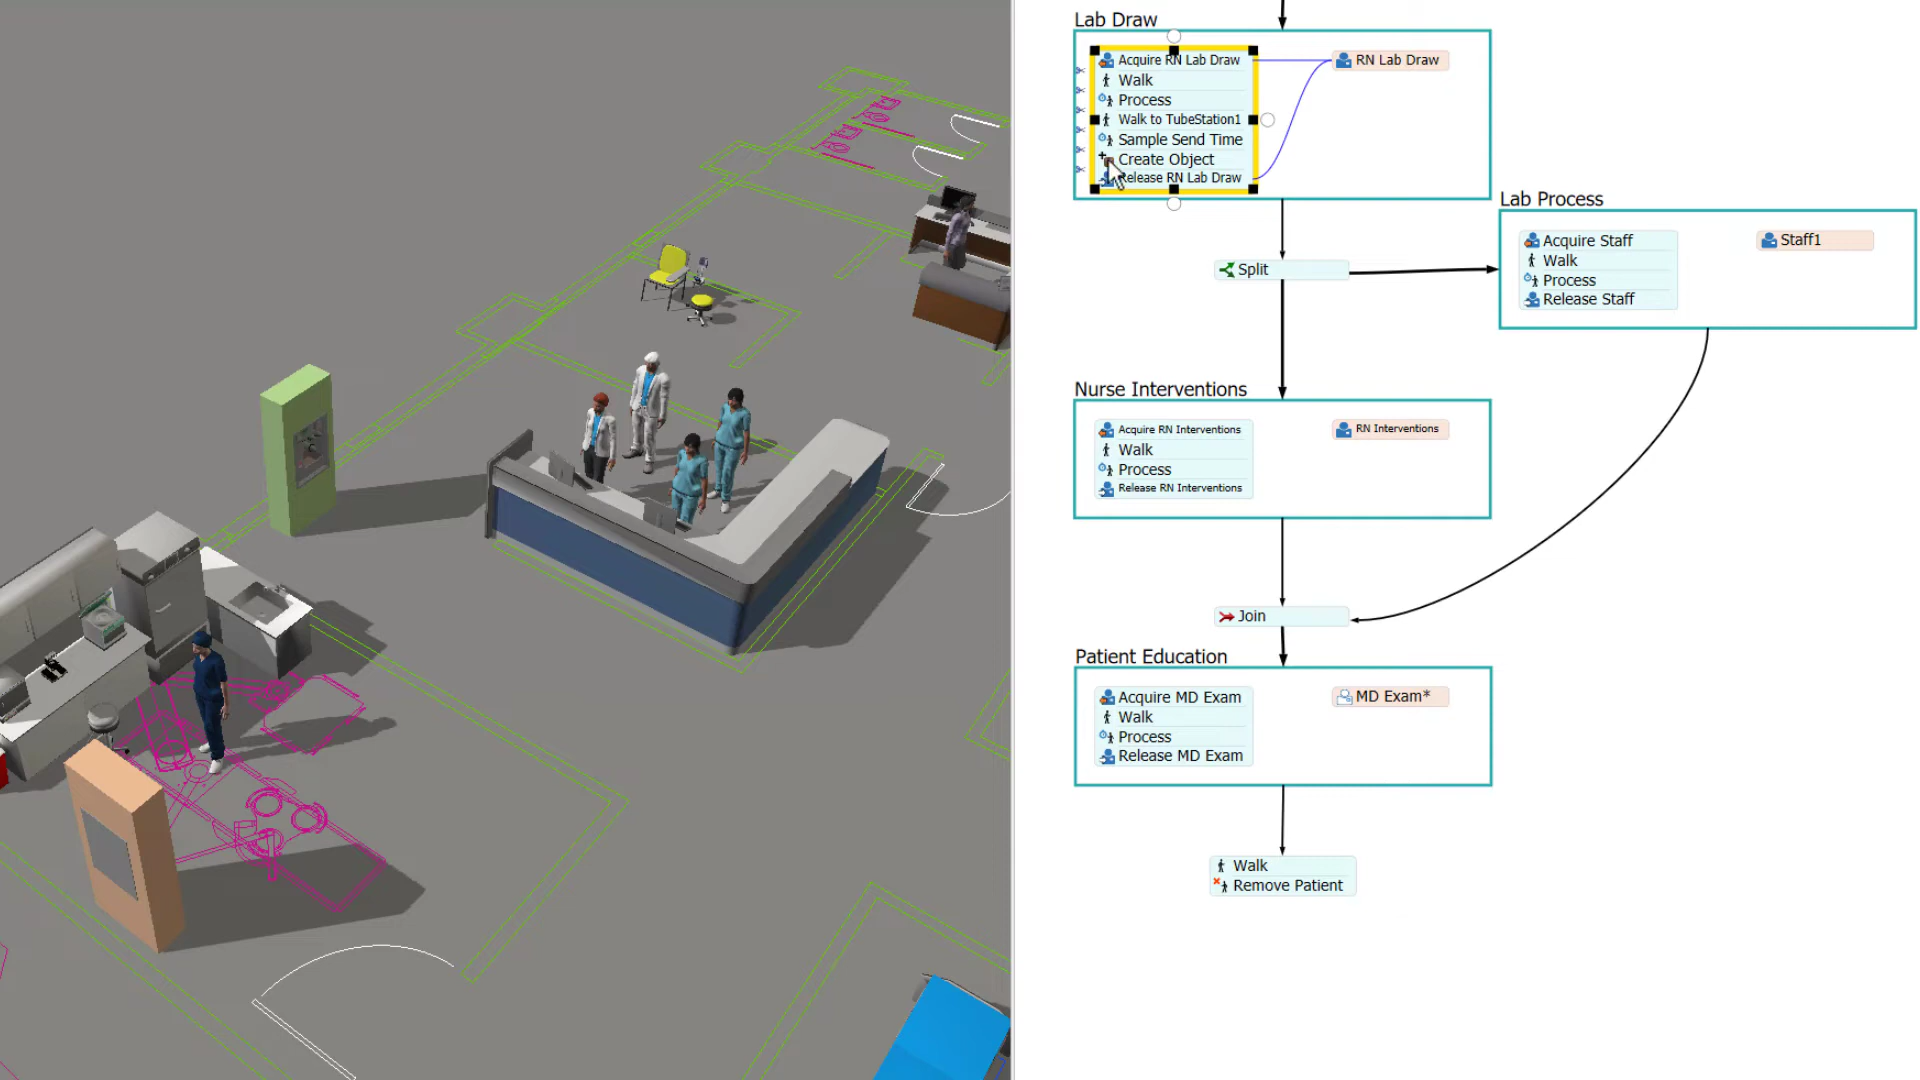 Lab Draw
Acquire RN Lab Draw
Walk
Process
Walk to TubeStation1
Sample Send Time
Create Object
Release RN Lab Draw
RN Lab Draw
Split
Lab Process
Acquire Staff
Walk
Process
Release Staff
Staff1
Nurse Interventions
Acquire RN Interventions
Walk
Process
Release RN Interventions
RN Interventions
Join
Patient Education
Acquire MD Exam
Walk
Process
Release MD Exam
MD Exam*
Walk
Remove Patient